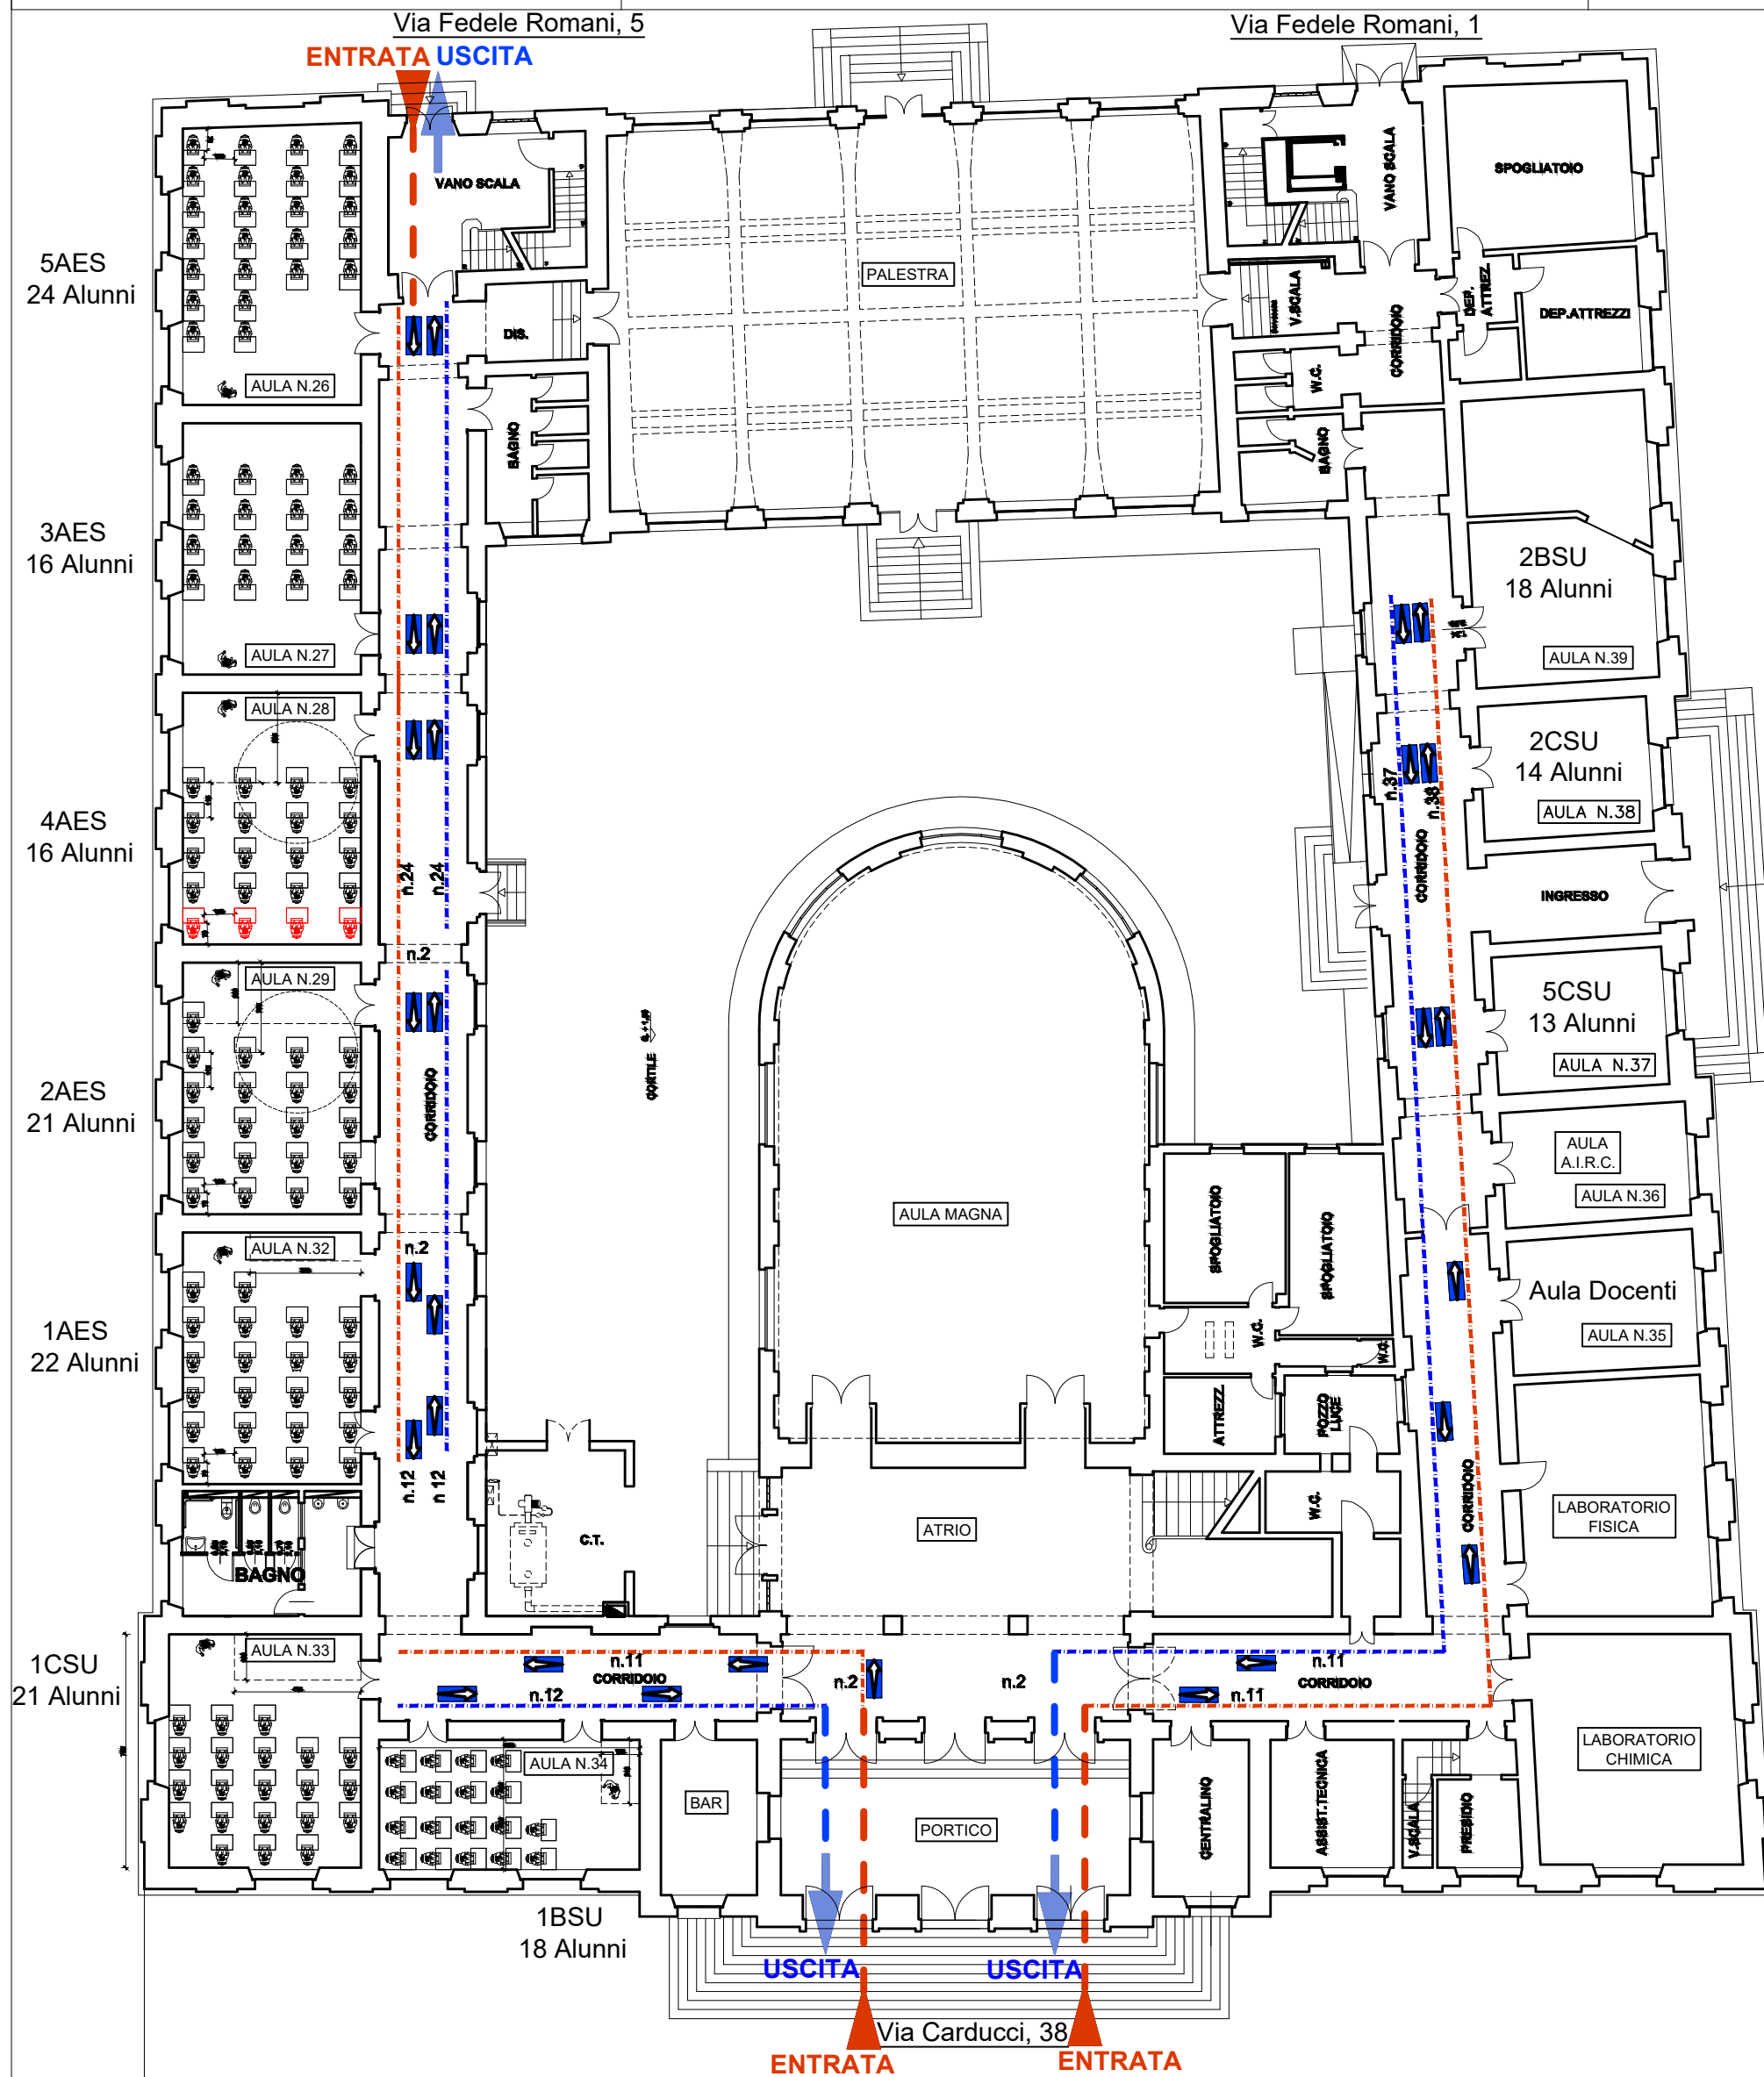 Via Fedele Romani, 5
Via Fedele Romani, 1
ENTRATA USCITA
VANO SCALA
VANO SCALA
SPOGLIATOIO
5AES
24 Alunni
PALESTRA
V.SCALA
DEP.
ATTREZ.
DEP.ATTREZZI
DIS.
CORRIDOIO
W.C.
AULA N.26
BAGNO
BAGNO
3AES
16 Alunni
2BSU
18 Alunni
AULA N.27
AULA N.39
AULA N.28
2CSU
14 Alunni
n.37
n.38
AULA N.38
4AES
16 Alunni
n.24
n.24
CORRIDOIO
INGRESSO
n.2
AULA N.29
5CSU
13 Alunni
CORTILE
AULA N.37
2AES
21 Alunni
CORRIDOIO
AULA
A.I.R.C.
AULA N.36
AULA MAGNA
SPOGLIATOIO
SPOGLIATOIO
n.2
AULA N.32
Aula Docenti
AULA N.35
1AES
22 Alunni
W.C.
W.C.
ATTREZZ.
POZZO
LUCE
n.12
n 12
CORRIDOIO
W.C.
LABORATORIO
FISICA
C.T.
ATRIO
BAGNO
AULA N.33
1CSU
21 Alunni
n.11
CORRIDOIO
n.12
n.2
n.2
n.11
CORRIDOIO
n.11
AULA N.34
LABORATORIO
CHIMICA
BAR
PORTICO
CENTRALINO
ASSIST.TECNICA
V.SCALA
PRESIDIO
1BSU
18 Alunni
USCITA
USCITA
Via Carducci, 38
ENTRATA
ENTRATA